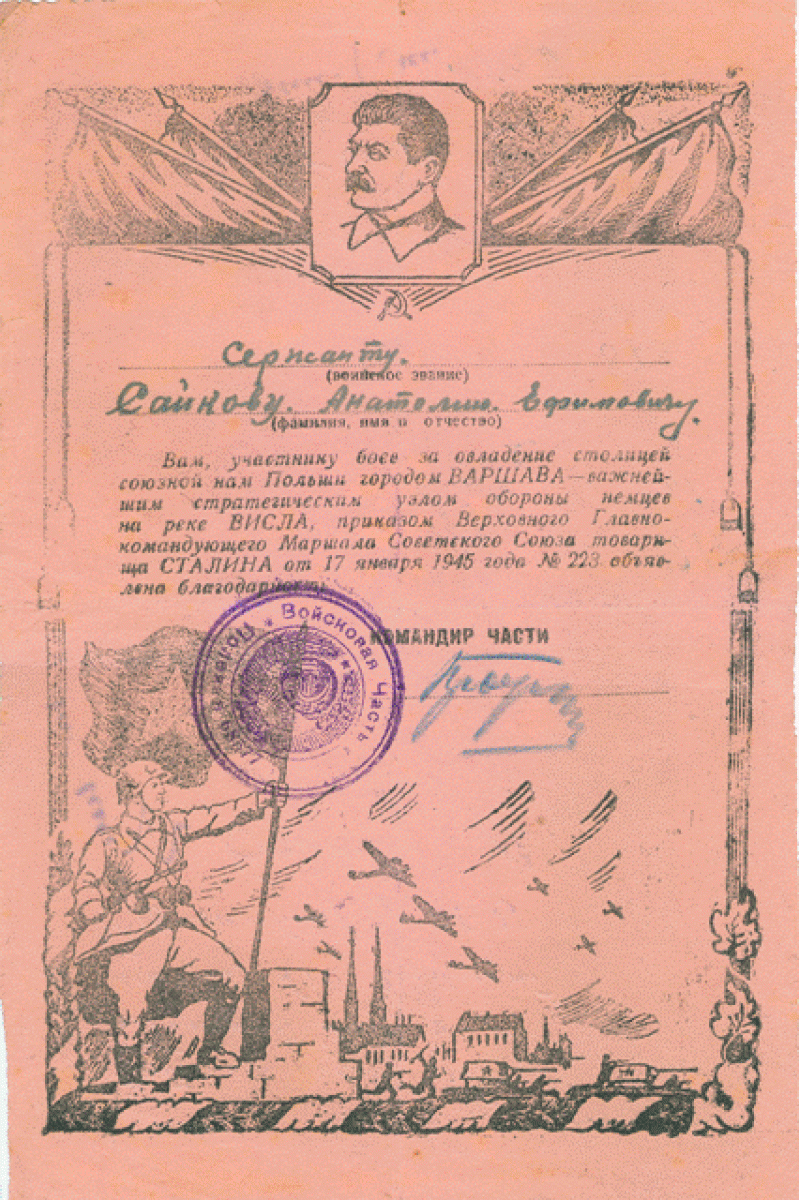 Сержанту.
(воинское звание)
Сайкову. Анатолию. Ефимовичу.
(фамилия, имя и отчество)
Вам, участнику боев за овладение столицей
союзной нам Польши городом ВАРШАВА — важней-
шим стратегическим узлом обороны немцев
на реке ВИСЛА, приказом Верховного Главно-
командующего Маршала Советского Союза товари-
ща СТАЛИНА от 17 января 1945 года № 223 объяв-
лена благодарность.
Войсковая Часть
КОМАНДИР ЧАСТИ